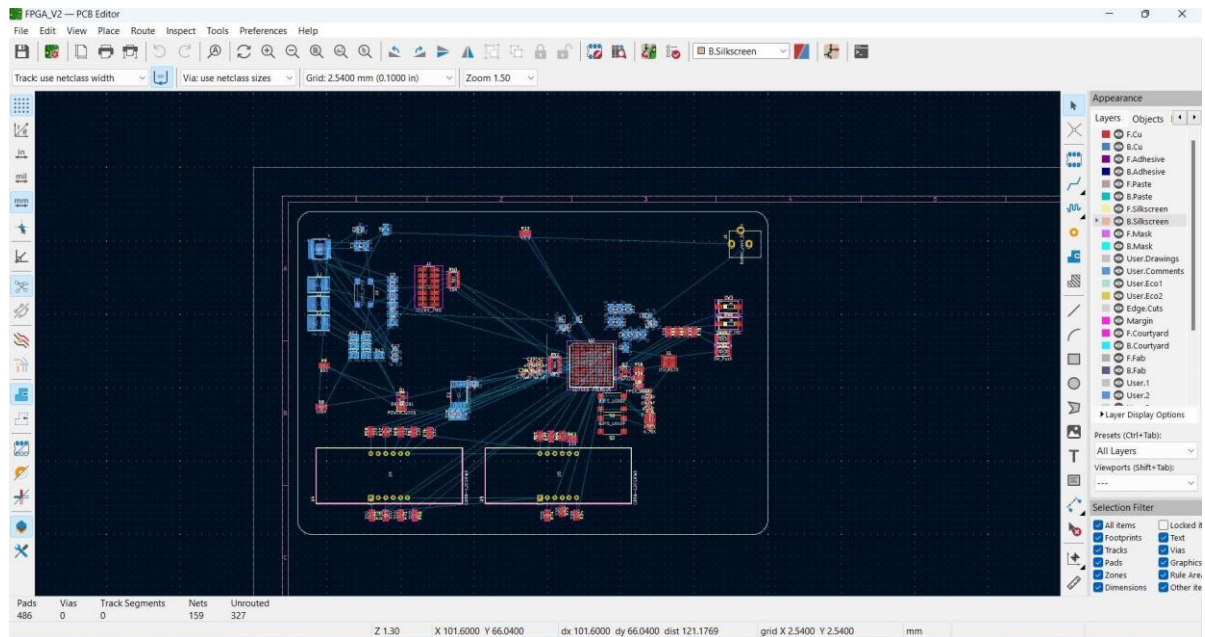 FPGA_V2 — PCB Editor
File Edit View Place Route Inspect Tools Preferences Help
B.Silkscreen
Track: use netclass width Via: use netclass sizes Grid: 2.5400 mm (0.1000 in) Zoom 1.50
in
mil
mm
Appearance
Layers Objects
F.Cu
B.Cu
F.Adhesive
B.Adhesive
F.Paste
B.Paste
F.Silkscreen
B.Silkscreen
F.Mask
B.Mask
User.Drawings
User.Comments
User.Eco1
User.Eco2
Edge.Cuts
Margin
F.Courtyard
B.Courtyard
F.Fab
B.Fab
User.1
User.2
Layer Display Options
Presets (Ctrl+Tab):
All Layers
Viewports (Shift+Tab):
---
Selection Filter
All items Locked it
Footprints Text
Tracks Vias
Pads Graphics
Zones Rule Area
Dimensions Other ite
Pads Vias Track Segments Nets Unrouted
486 0 0 159 327
Z 1.30 X 101.6000 Y 66.0400 dx 101.6000 dy 66.0400 dist 121.1769 grid X 2.5400 Y 2.5400 mm